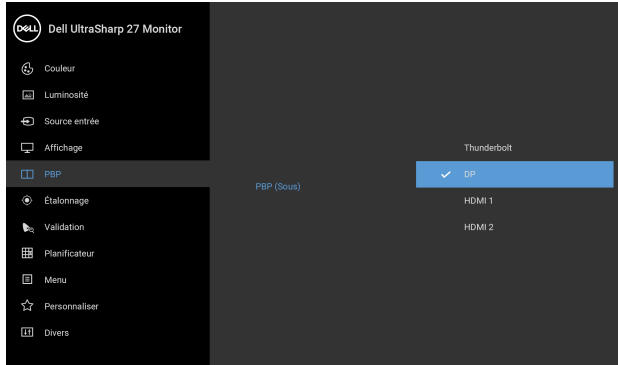 DELL
Dell UltraSharp 27 Monitor
Couleur
Luminosité
Source entrée
Affichage
PBP
Étalonnage
Validation
Planificateur
Menu
Personnaliser
Divers
PBP (Sous)
Thunderbolt
DP
HDMI 1
HDMI 2